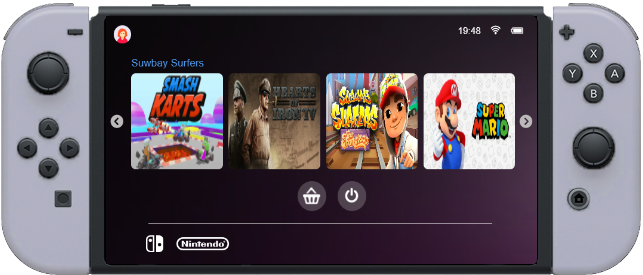 19:48
Suwbay Surfers
SMASH
KARTS
HEARTS
OF
IRON IV
SUBWAY
SURFERS
SUPER
MARIO
Nintendo
X
Y
A
B